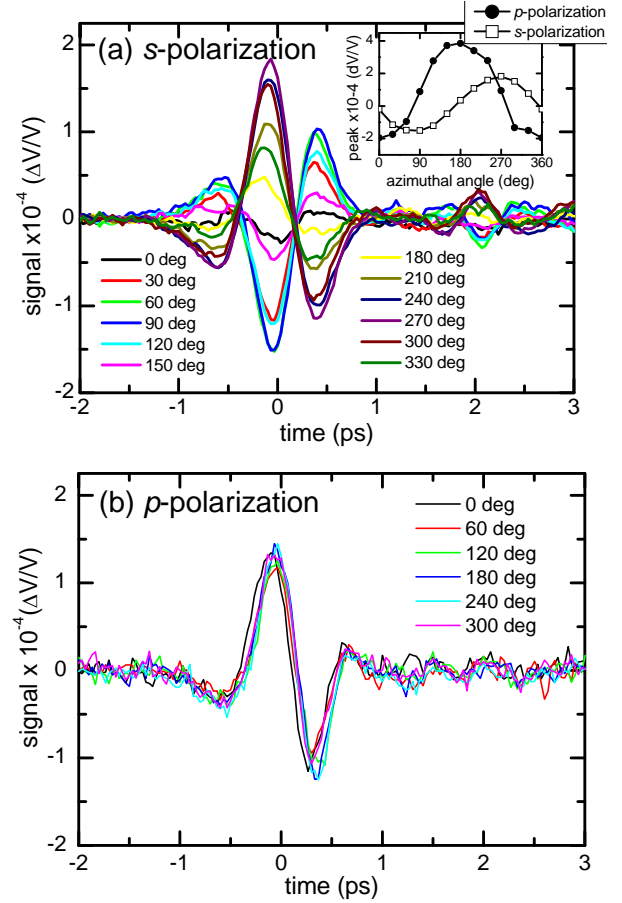 p-polarization
s-polarization
(a) s-polarization
signal x10-4 (ΔV/V)
2
1
0
-1
-2
peak x10-4 (dV/V)
4
2
0
-2
0 90 180 270 360
azimuthal angle (deg)
0 deg
30 deg
60 deg
90 deg
120 deg
150 deg
180 deg
210 deg
240 deg
270 deg
300 deg
330 deg
-2 -1 0 1 2 3
time (ps)
(b) p-polarization
signal x 10-4(ΔV/V)
2
1
0
-1
-2
0 deg
60 deg
120 deg
180 deg
240 deg
300 deg
-2 -1 0 1 2 3
time (ps)